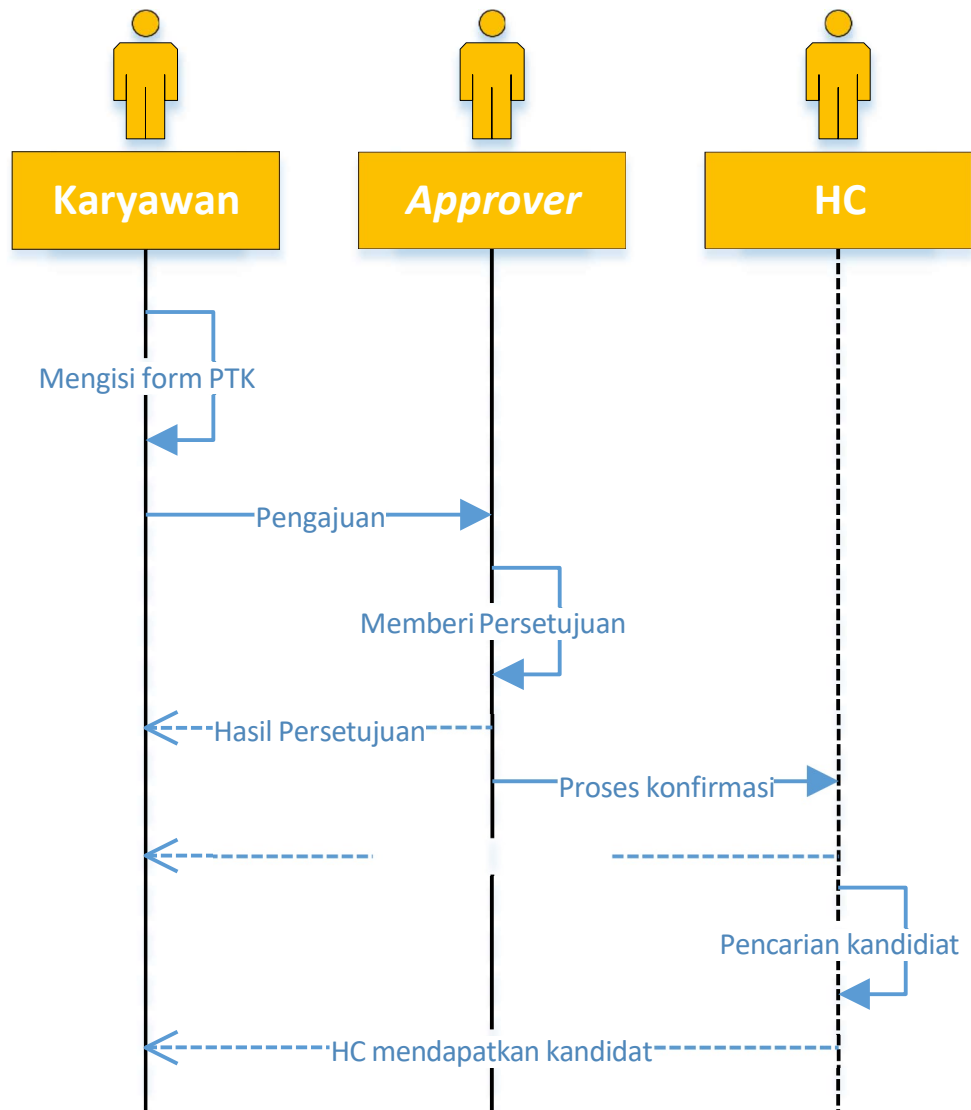 Karyawan
Approver
HC
Mengisi form PTK
Pengajuan
Memberi Persetujuan
Hasil Persetujuan
Proses konfirmasi
Pencarian kandidiat
HC mendapatkan kandidat